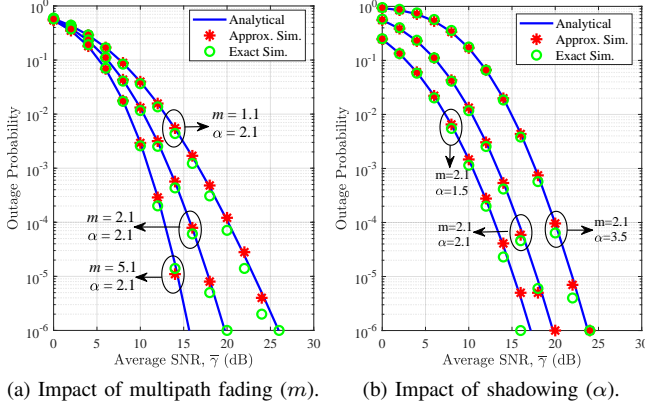 10^0
10^-1
10^-2
10^-3
10^-4
10^-5
10^-6
Outage Probability
Analytical
Approx. Sim.
Exact Sim.
m = 1.1
α = 2.1
m = 2.1
α = 2.1
m = 5.1
α = 2.1
0 5 10 15 20 25 30
Average SNR, γ̅ (dB)
(a) Impact of multipath fading (m).
10^0
10^-1
10^-2
10^-3
10^-4
10^-5
10^-6
Outage Probability
Analytical
Approx. Sim.
Exact Sim.
m=2.1
α=1.5
m=2.1
α=2.1
m=2.1
α=3.5
0 5 10 15 20 25 30
Average SNR, γ̅ (dB)
(b) Impact of shadowing (α).